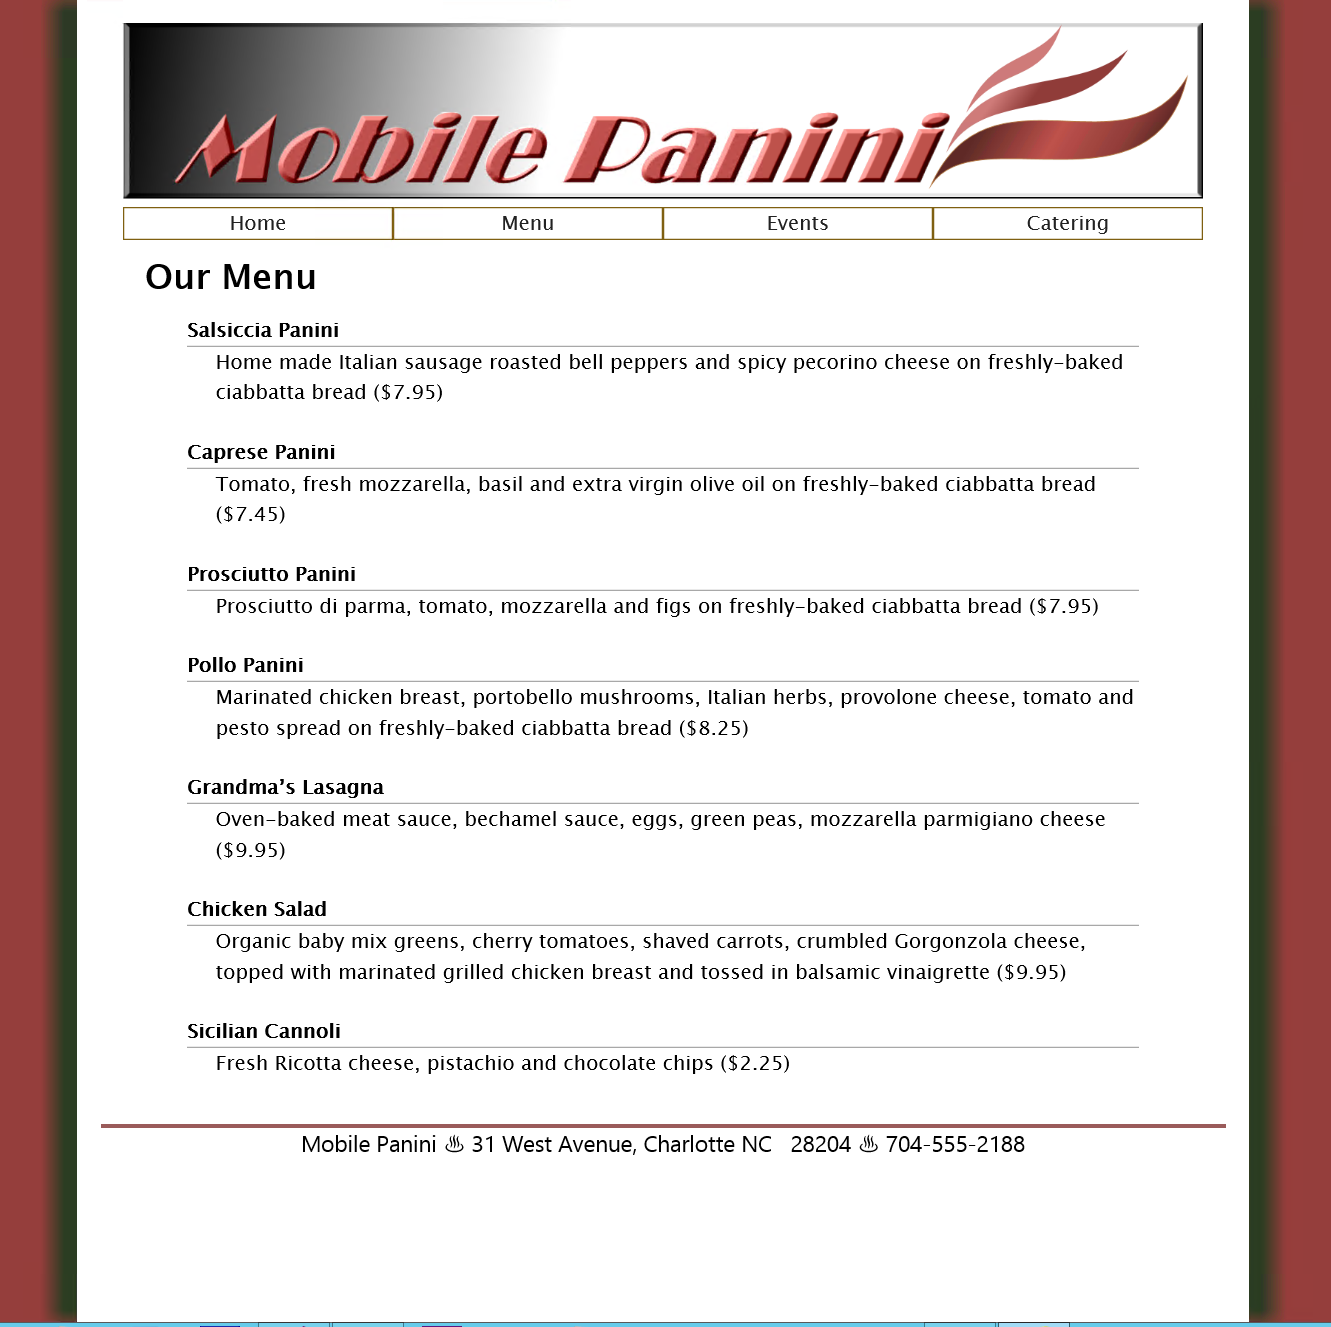 Mobile Panini
Home Menu Events Catering
Our Menu
Salsiccia Panini
Home made Italian sausage roasted bell peppers and spicy pecorino cheese on freshly-baked
ciabbatta bread ($7.95)
Caprese Panini
Tomato, fresh mozzarella, basil and extra virgin olive oil on freshly-baked ciabbatta bread
($7.45)
Prosciutto Panini
Prosciutto di parma, tomato, mozzarella and figs on freshly-baked ciabbatta bread ($7.95)
Pollo Panini
Marinated chicken breast, portobello mushrooms, Italian herbs, provolone cheese, tomato and
pesto spread on freshly-baked ciabbatta bread ($8.25)
Grandma’s Lasagna
Oven-baked meat sauce, bechamel sauce, eggs, green peas, mozzarella parmigiano cheese
($9.95)
Chicken Salad
Organic baby mix greens, cherry tomatoes, shaved carrots, crumbled Gorgonzola cheese,
topped with marinated grilled chicken breast and tossed in balsamic vinaigrette ($9.95)
Sicilian Cannoli
Fresh Ricotta cheese, pistachio and chocolate chips ($2.25)
Mobile Panini ♨ 31 West Avenue, Charlotte NC 28204 ♨ 704-555-2188